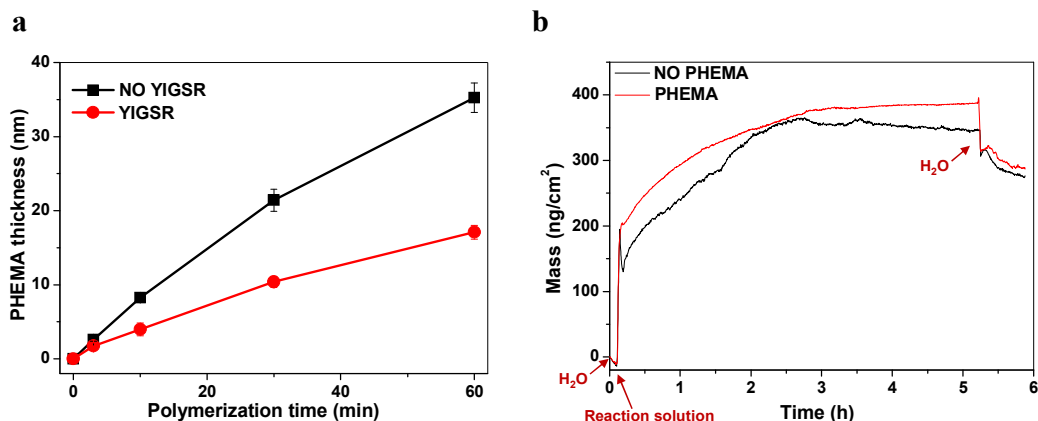 a
NO YIGSR
YIGSR
PHEMA thickness (nm)
40
30
20
10
0
0
20
40
60
Polymerization time (min)
b
NO PHEMA
PHEMA
Mass (ng/cm²)
400
300
200
100
0
H₂O
H₂O
Reaction solution
0
1
2
3
4
5
6
Time (h)